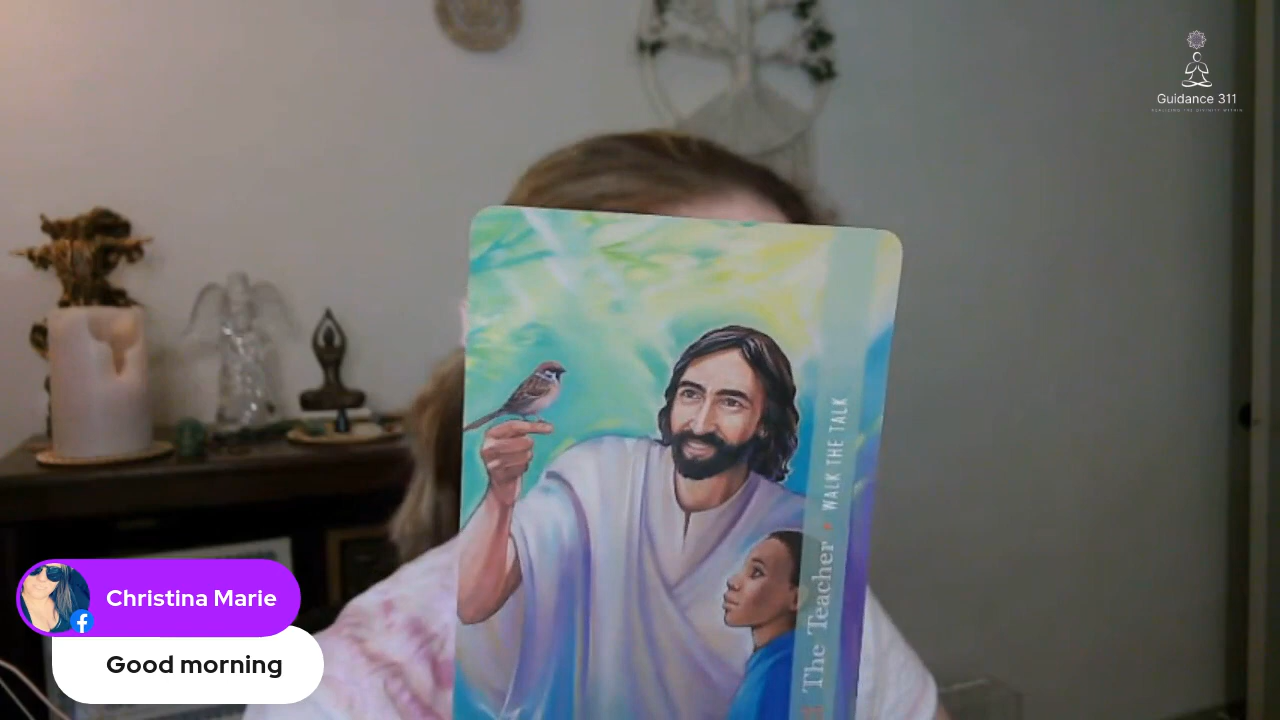 Guidance 311
WALK THE TALK
The Teacher
Christina Marie
Good morning